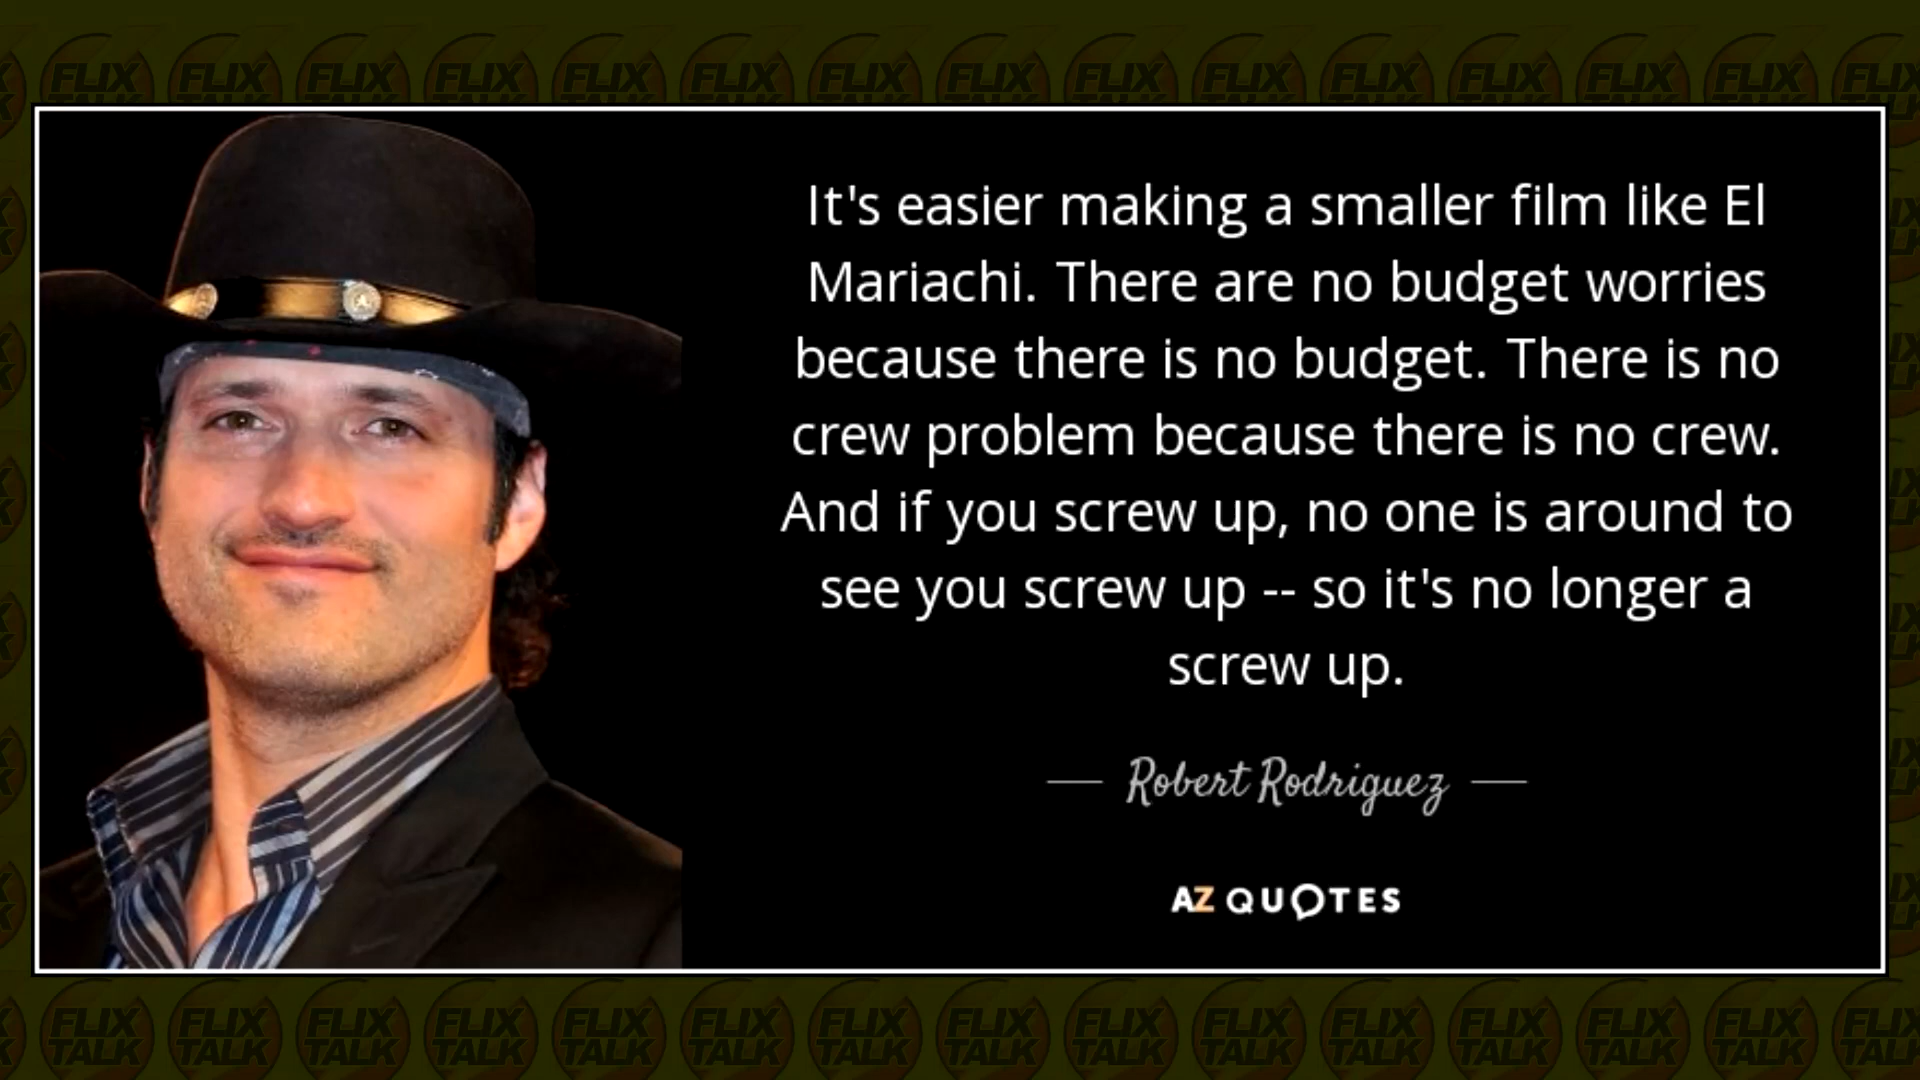 It's easier making a smaller film like El
Mariachi. There are no budget worries
because there is no budget. There is no
crew problem because there is no crew.
And if you screw up, no one is around to
see you screw up -- so it's no longer a
screw up.
Robert Rodriguez
AZ QUOTES
FLIX TALK